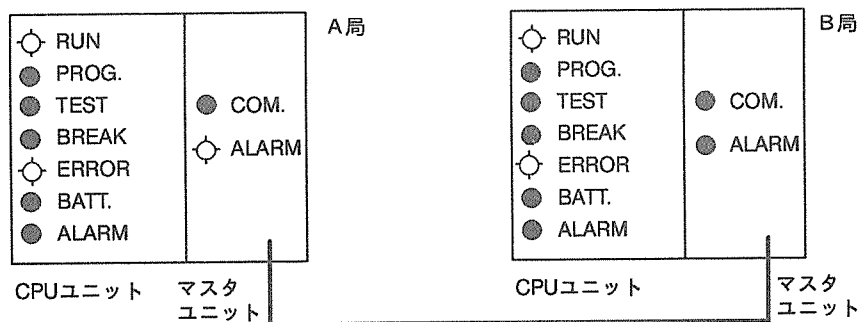 A局
RUN
PROG.
TEST
BREAK
ERROR
BATT.
ALARM
COM.
ALARM
CPUユニット
マスタ
ユニット
B局
RUN
PROG.
TEST
BREAK
ERROR
BATT.
ALARM
COM.
ALARM
CPUユニット
マスタ
ユニット